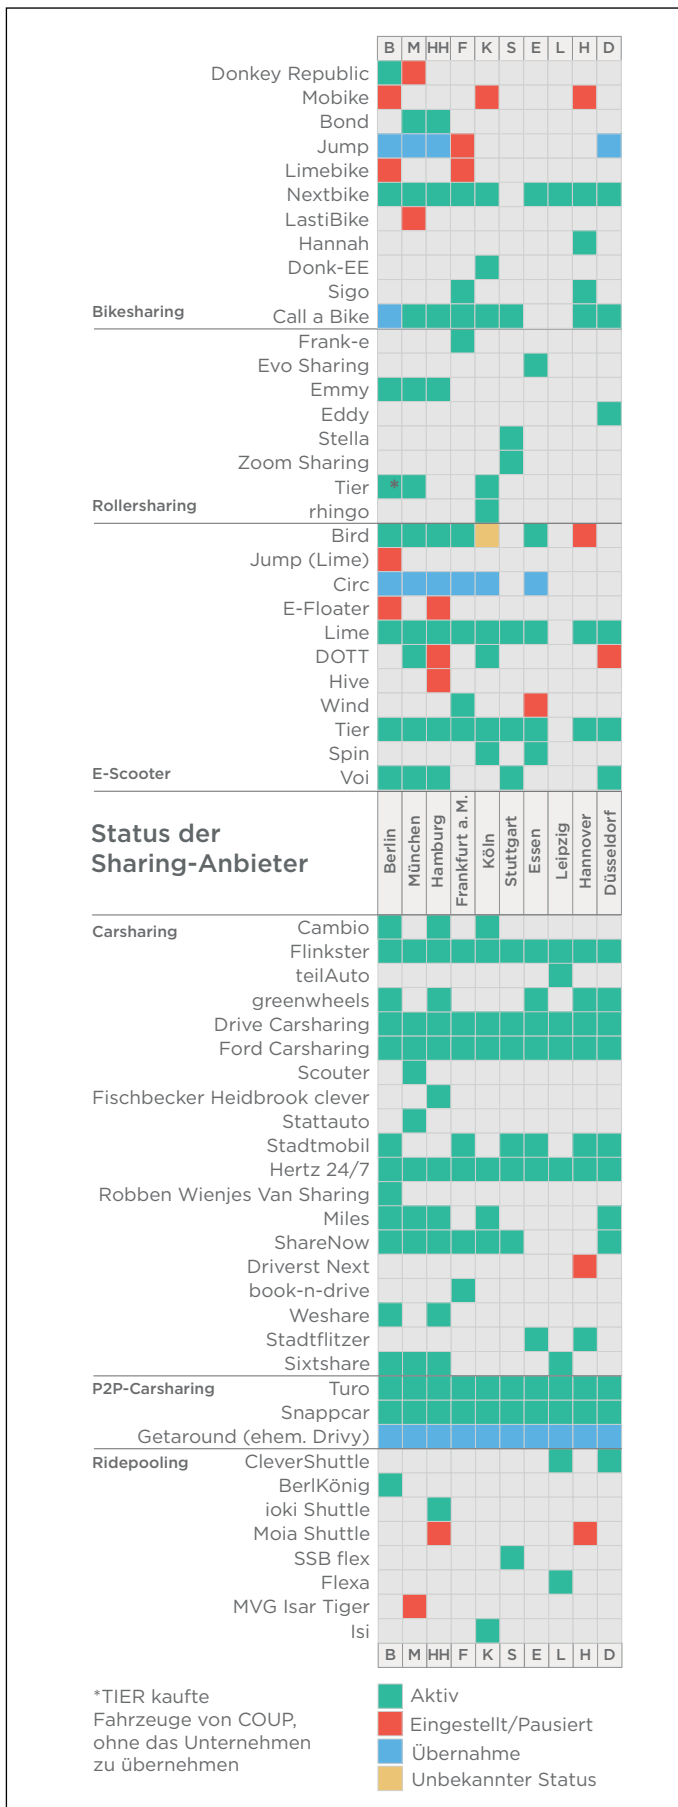 B M HH F K S E L H D
Donkey Republic
Mobike
Bond
Jump
Limebike
Nextbike
LastiBike
Hannah
Donk-EE
Sigo
Bikesharing Call a Bike
Frank-e
Evo Sharing
Emmy
Eddy
Stella
Zoom Sharing
Tier *
Rollersharing rhingo
Bird
Jump (Lime)
Circ
E-Floater
Lime
DOTT
Hive
Wind
Tier
Spin
E-Scooter Voi
Status der
Sharing-Anbieter
Berlin
München
Hamburg
Frankfurt a. M.
Köln
Stuttgart
Essen
Leipzig
Hannover
Düsseldorf
Carsharing Cambio
Flinkster
teilAuto
greenwheels
Drive Carsharing
Ford Carsharing
Scouter
Fischbecker Heidbrook clever
Stattauto
Stadtmobil
Hertz 24/7
Robben Wienjes Van Sharing
Miles
ShareNow
Driverst Next
book-n-drive
Weshare
Stadtflitzer
Sixtshare
P2P-Carsharing Turo
Snappcar
Getaround (ehem. Drivy)
Ridepooling CleverShuttle
BerlKönig
ioki Shuttle
Moia Shuttle
SSB flex
Flexa
MVG Isar Tiger
Isi
B M HH F K S E L H D
*TIER kaufte
Fahrzeuge von COUP,
ohne das Unternehmen
zu übernehmen
Aktiv
Eingestellt/Pausiert
Übernahme
Unbekannter Status